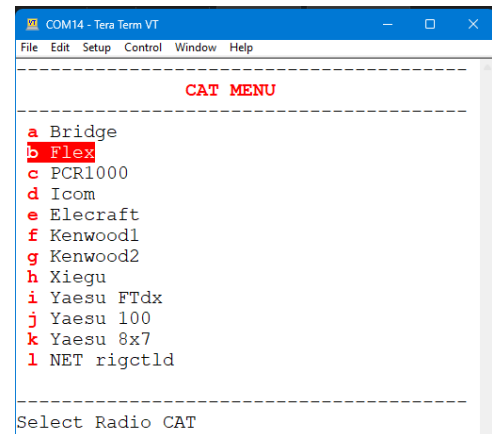 COM14 - Tera Term VT
File Edit Setup Control Window Help
--------------------------------------------------
CAT MENU
--------------------------------------------------
a Bridge
b Flex
c PCR1000
d Icom
e Elecraft
f Kenwood1
g Kenwood2
h Xiegu
i Yaesu FTdx
j Yaesu 100
k Yaesu 8x7
l NET rigctld
--------------------------------------------------
Select Radio CAT